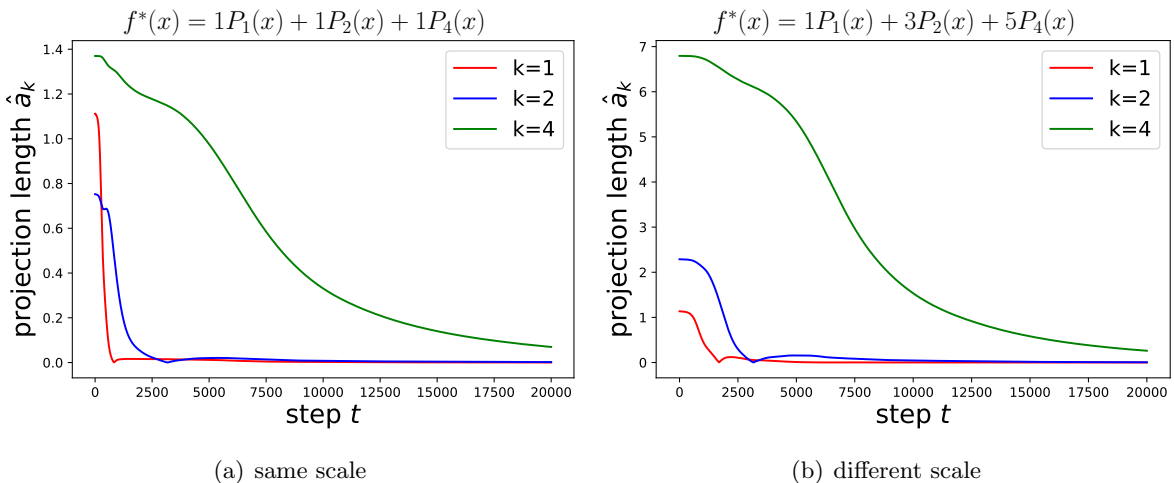 f*(x) = 1P₁(x) + 1P₂(x) + 1P₄(x)
projection length âₖ
1.4
1.2
1.0
0.8
0.6
0.4
0.2
0.0
k=1
k=2
k=4
0 2500 5000 7500 10000 12500 15000 17500 20000
step t
(a) same scale
f*(x) = 1P₁(x) + 3P₂(x) + 5P₄(x)
projection length âₖ
7
6
5
4
3
2
1
0
k=1
k=2
k=4
0 2500 5000 7500 10000 12500 15000 17500 20000
step t
(b) different scale